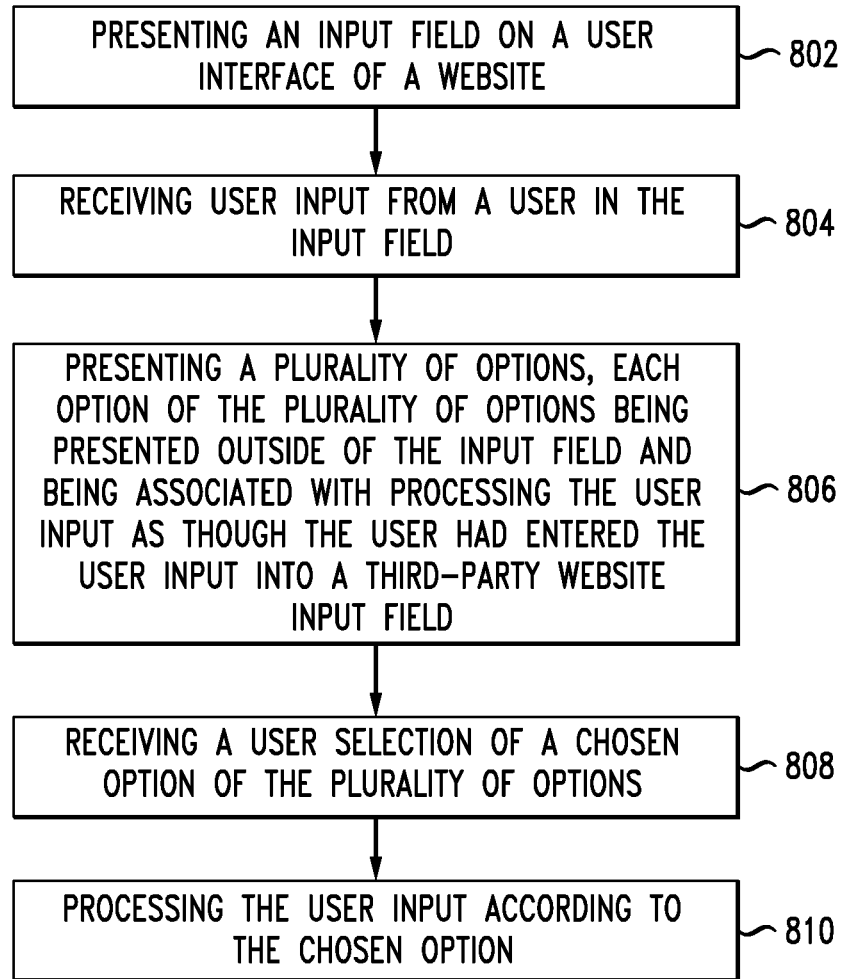 PRESENTING AN INPUT FIELD ON A USER
INTERFACE OF A WEBSITE
802
RECEIVING USER INPUT FROM A USER IN THE
INPUT FIELD
804
PRESENTING A PLURALITY OF OPTIONS, EACH
OPTION OF THE PLURALITY OF OPTIONS BEING
PRESENTED OUTSIDE OF THE INPUT FIELD AND
BEING ASSOCIATED WITH PROCESSING THE USER
INPUT AS THOUGH THE USER HAD ENTERED THE
USER INPUT INTO A THIRD-PARTY WEBSITE
INPUT FIELD
806
RECEIVING A USER SELECTION OF A CHOSEN
OPTION OF THE PLURALITY OF OPTIONS
808
PROCESSING THE USER INPUT ACCORDING TO
THE CHOSEN OPTION
810